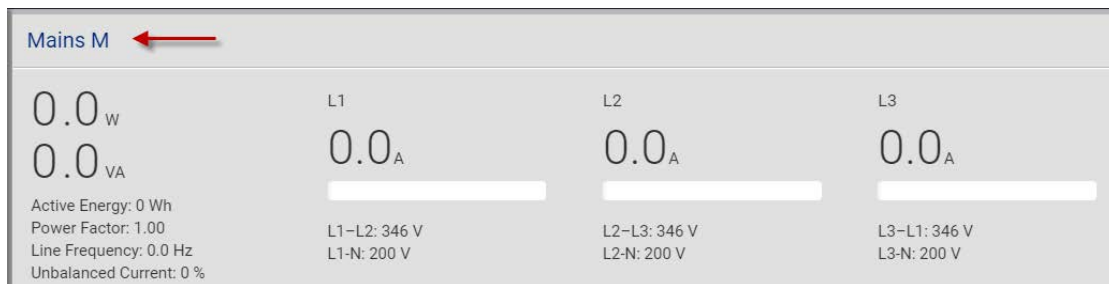 Mains M
0.0 W
0.0 VA
Active Energy: 0 Wh
Power Factor: 1.00
Line Frequency: 0.0 Hz
Unbalanced Current: 0 %
L1
0.0 A
L1–L2: 346 V
L1-N: 200 V
L2
0.0 A
L2–L3: 346 V
L2-N: 200 V
L3
0.0 A
L3–L1: 346 V
L3-N: 200 V